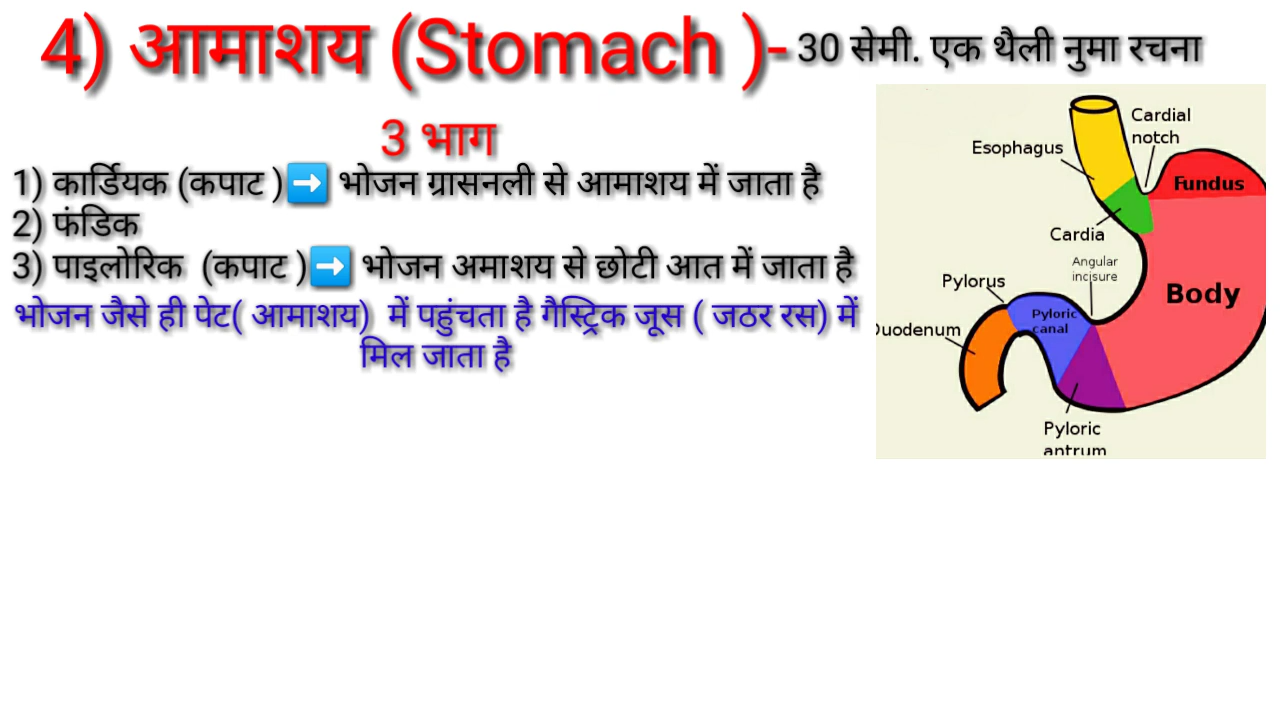 4) आमाशय (Stomach )- 30 सेमी. एक थैली नुमा रचना
3 भाग
1) कार्डियक (कपाट )➡️ भोजन ग्रासनली से आमाशय में जाता है
2) फंडिक
3) पाइलोरिक (कपाट )➡️ भोजन अमाशय से छोटी आत में जाता है
भोजन जैसे ही पेट( आमाशय) में पहुंचता है गैस्ट्रिक जूस ( जठर रस) में
मिल जाता है
Cardial
notch
Esophagus
Fundus
Cardia
Angular
incisure
Pylorus
Body
Pyloric
canal
Duodenum
Pyloric
antrum